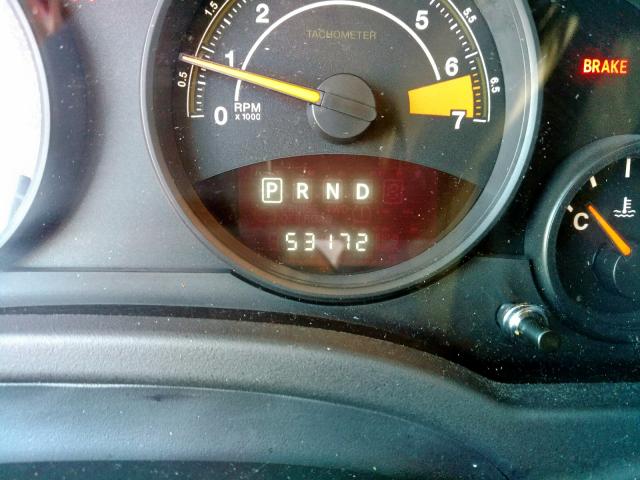 1.5 2 5 5.5
TACHOMETER
0.5 1 6 6.5
0 RPM 7
x 1000
BRAKE
P R N D
C
53172